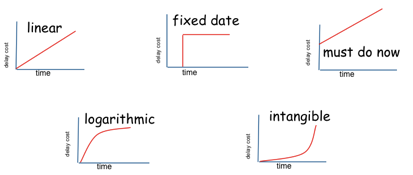 linear
delay cost
time
fixed date
delay cost
time
must do now
delay cost
time
logarithmic
delay cost
time
intangible
delay cost
time